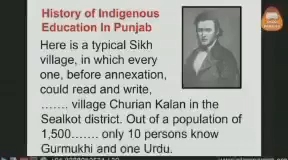 History of Indigenous
Education In Punjab
Here is a typical Sikh
village, in which every
one, before annexation,
could read and write,
....... village Churian Kalan in the
Sealkot district. Out of a population of
1,500....... only 10 persons know
Gurmukhi and one Urdu.